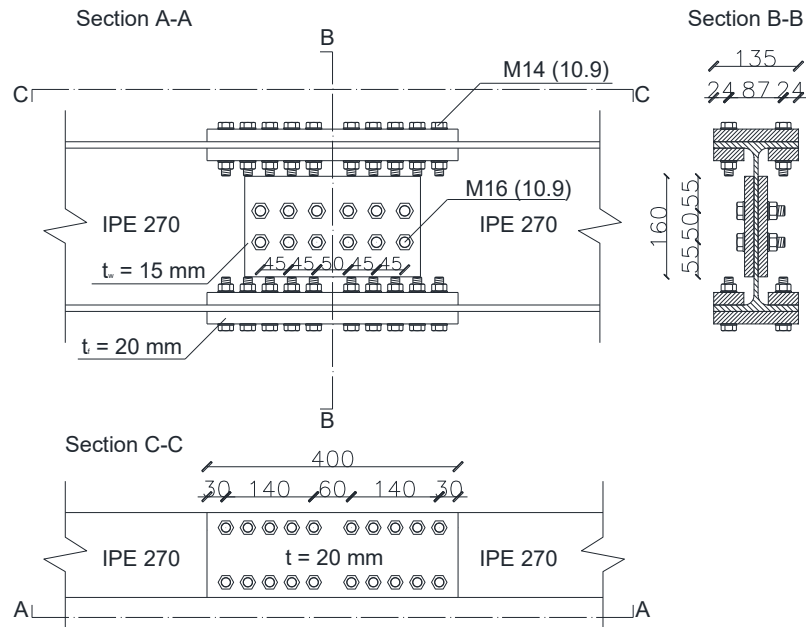 Section A-A
Section B-B
B
135
24 87 24
M14 (10.9)
C
C
M16 (10.9)
IPE 270
IPE 270
160
55 50 55
45 45 50 45 45
t_w = 15 mm
t_f = 20 mm
B
Section C-C
400
30 140 60 140 30
IPE 270
t = 20 mm
IPE 270
A
A